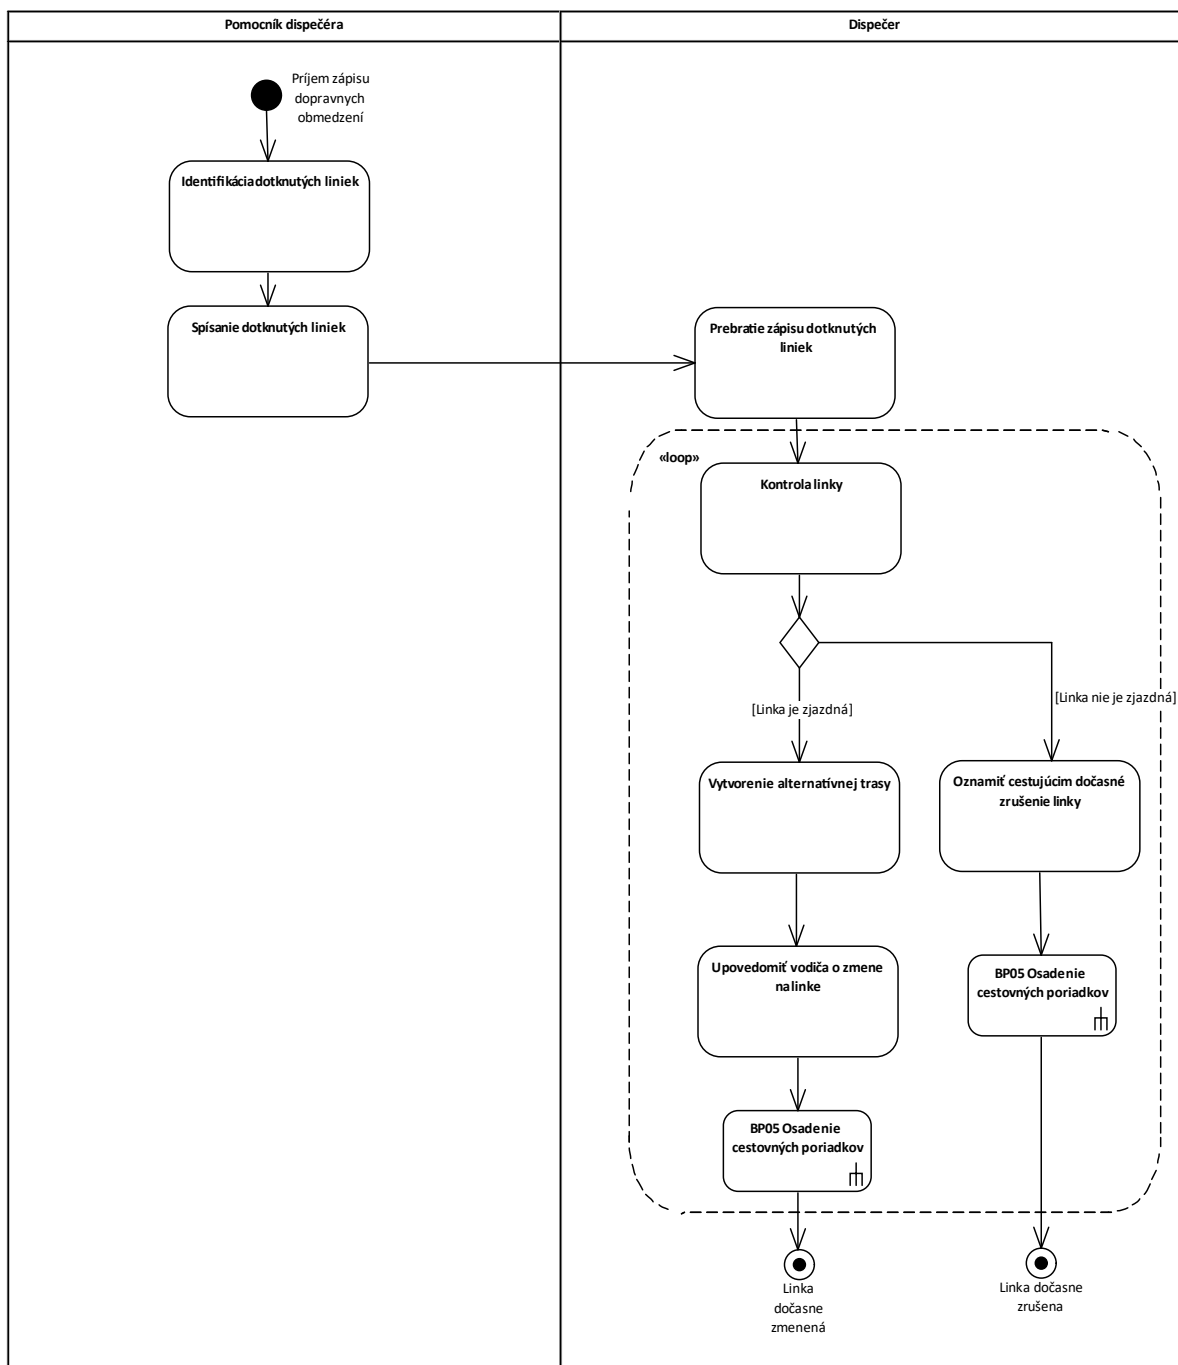 Pomocník dispečéra
Dispečer
Príjem zápisu
dopravnych
obmedzení
Identifikácia dotknutých liniek
Spísanie dotknutých liniek
Prebratie zápisu dotknutých
liniek
«loop»
Kontrola linky
[Linka je zjazdná]
[Linka nie je zjazdná]
Vytvorenie alternatívnej trasy
Oznamiť cestujúcim dočasné
zrušenie linky
Upovedomiť vodiča o zmene
na linke
BP05 Osadenie
cestovných poriadkov
BP05 Osadenie
cestovných poriadkov
Linka
dočasne
zmenená
Linka dočasne
zrušena